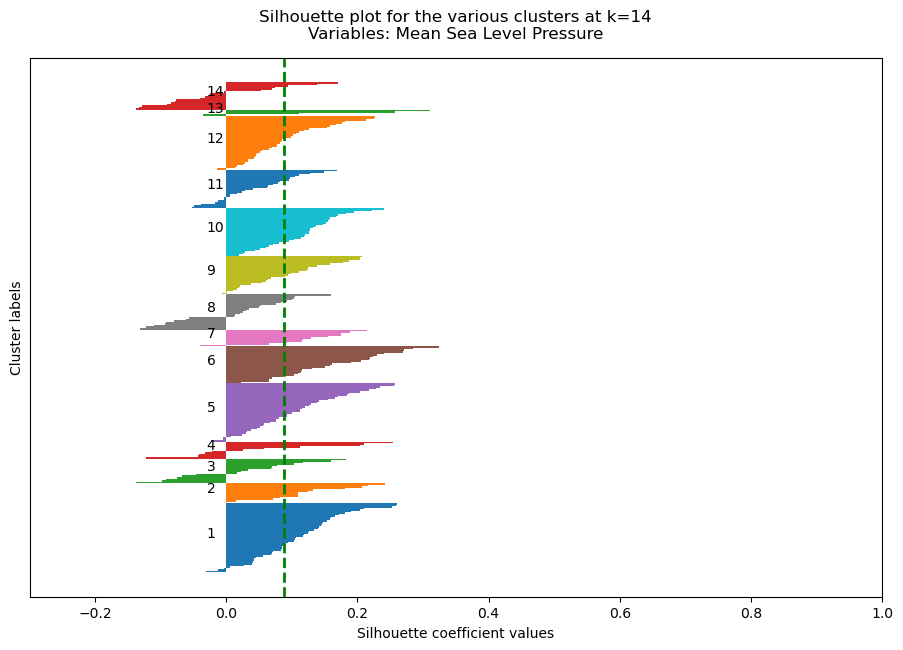 Silhouette plot for the various clusters at k=14
Variables: Mean Sea Level Pressure
Cluster labels
14
13
12
11
10
9
8
7
6
5
4
3
2
1
−0.2 0.0 0.2 0.4 0.6 0.8 1.0
Silhouette coefficient values